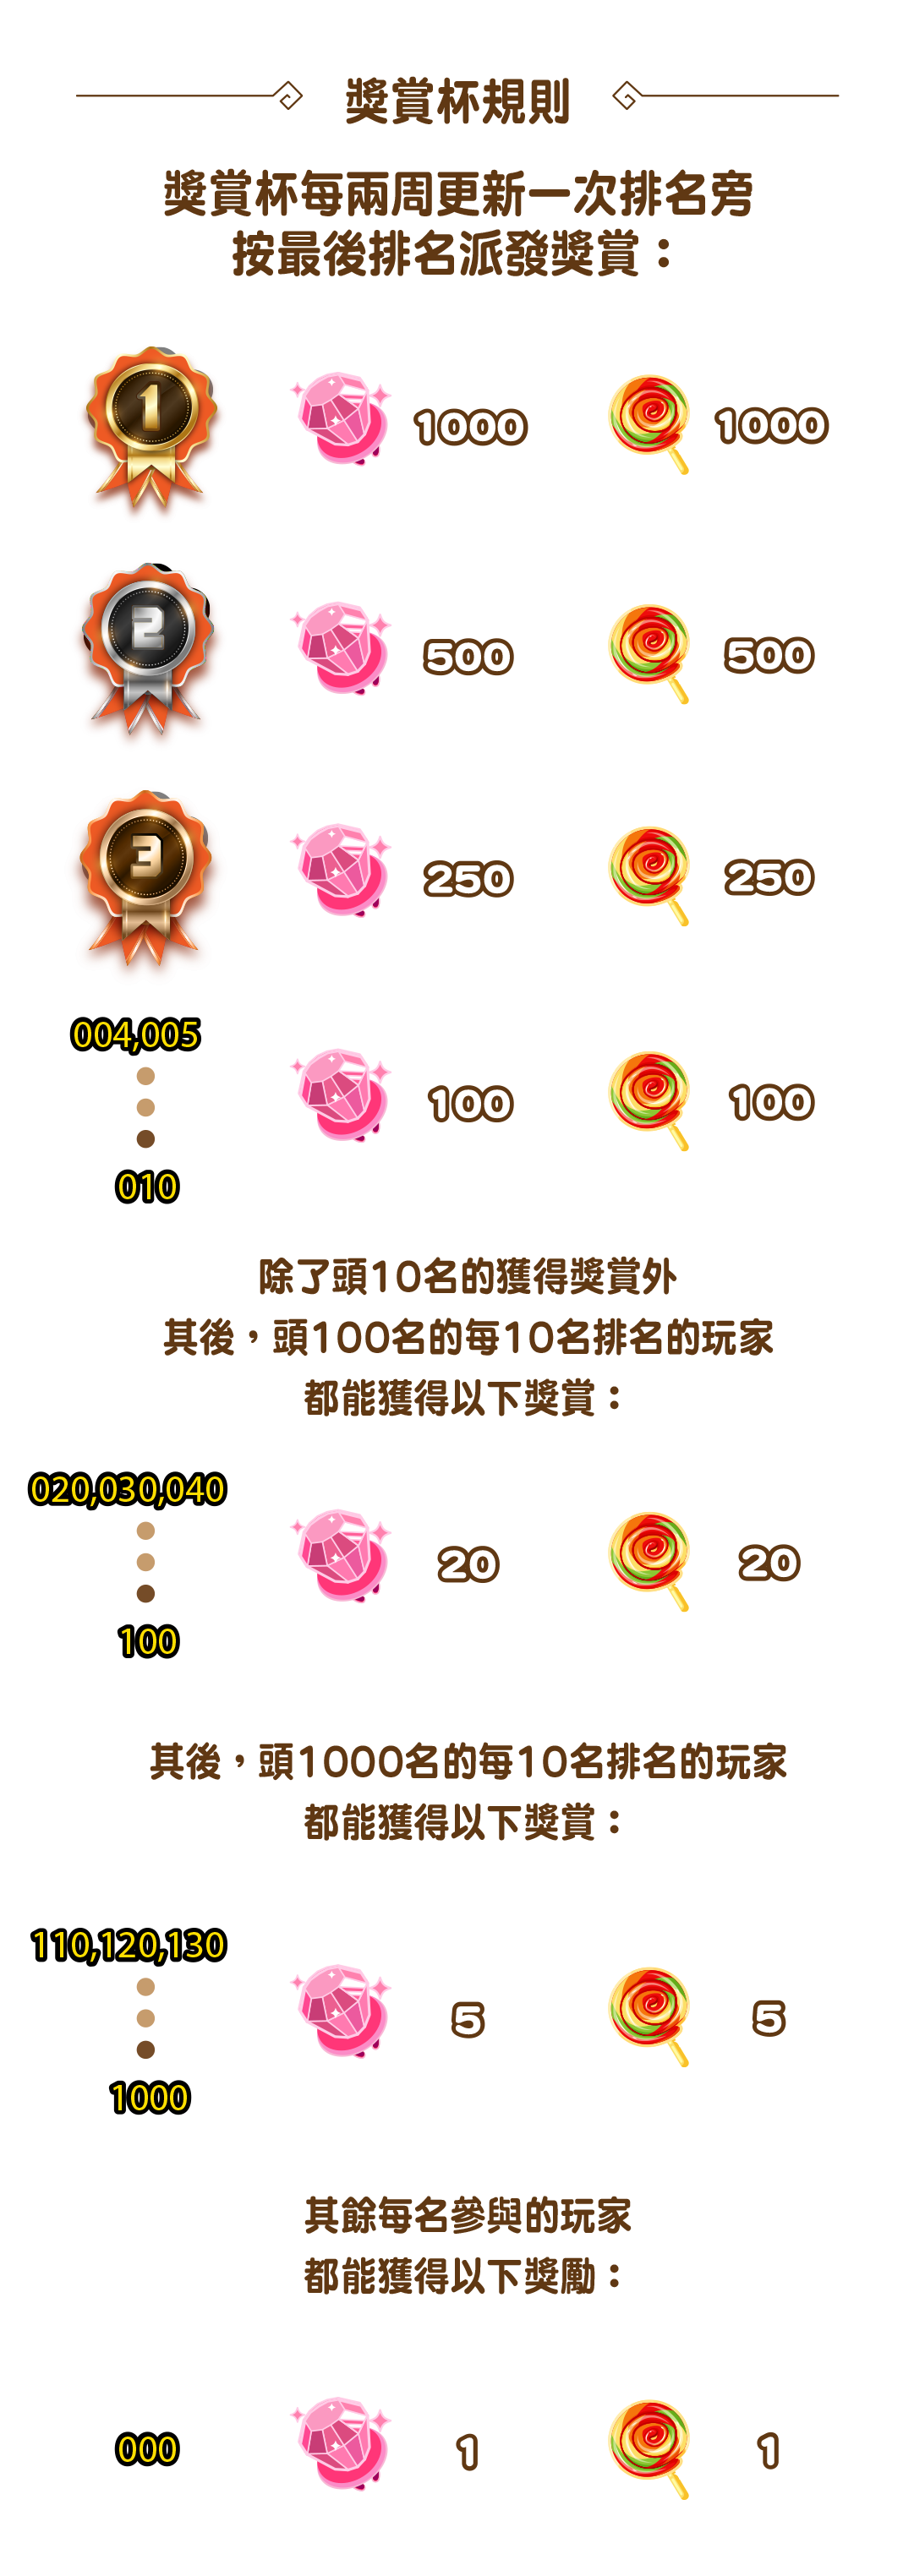 獎賞杯規則
獎賞杯每兩周更新一次排名旁
按最後排名派發獎賞：
1 1000 1000
2 500 500
3 250 250
004,005
100 100
010
除了頭10名的獲得獎賞外
其後，頭100名的每10名排名的玩家
都能獲得以下獎賞：
020,030,040
20 20
100
其後，頭1000名的每10名排名的玩家
都能獲得以下獎賞：
110,120,130
5 5
1000
其餘每名參與的玩家
都能獲得以下獎勵：
000 1 1